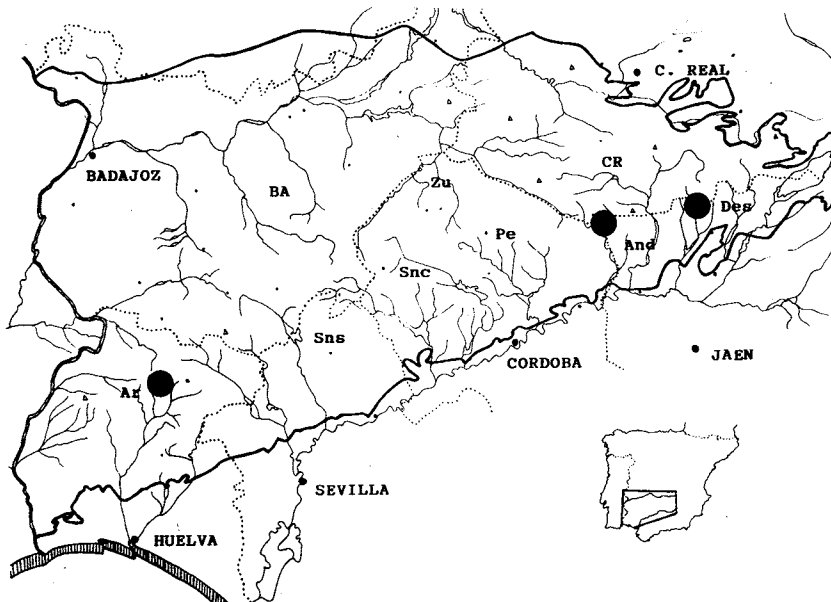 C. REAL
BADAJOZ
CR
BA
Zu
Des
Pe
And
Snc
Sns
CORDOBA
JAEN
Ar
SEVILLA
HUELVA